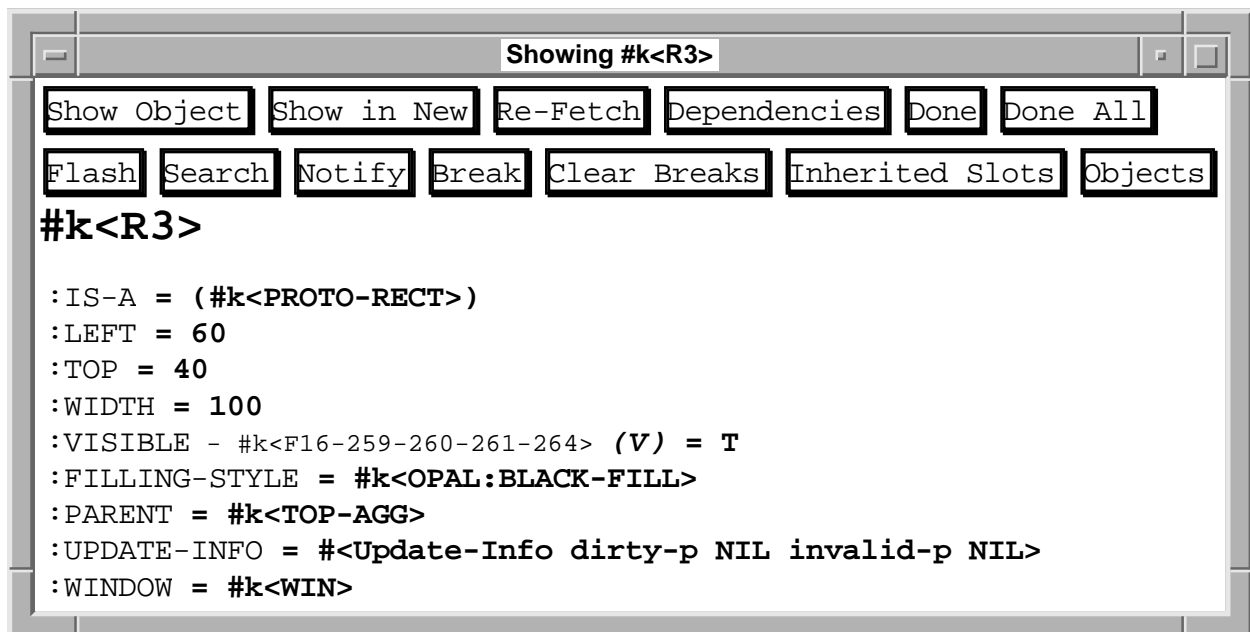 Showing #k<R3>
Show Object Show in New Re-Fetch Dependencies Done Done All
Flash Search Notify Break Clear Breaks Inherited Slots Objects
#k<R3>
:IS-A = (#k<PROTO-RECT>)
:LEFT = 60
:TOP = 40
:WIDTH = 100
:VISIBLE - #k<F16-259-260-261-264> (V) = T
:FILLING-STYLE = #k<OPAL:BLACK-FILL>
:PARENT = #k<TOP-AGG>
:UPDATE-INFO = #<Update-Info dirty-p NIL invalid-p NIL>
:WINDOW = #k<WIN>